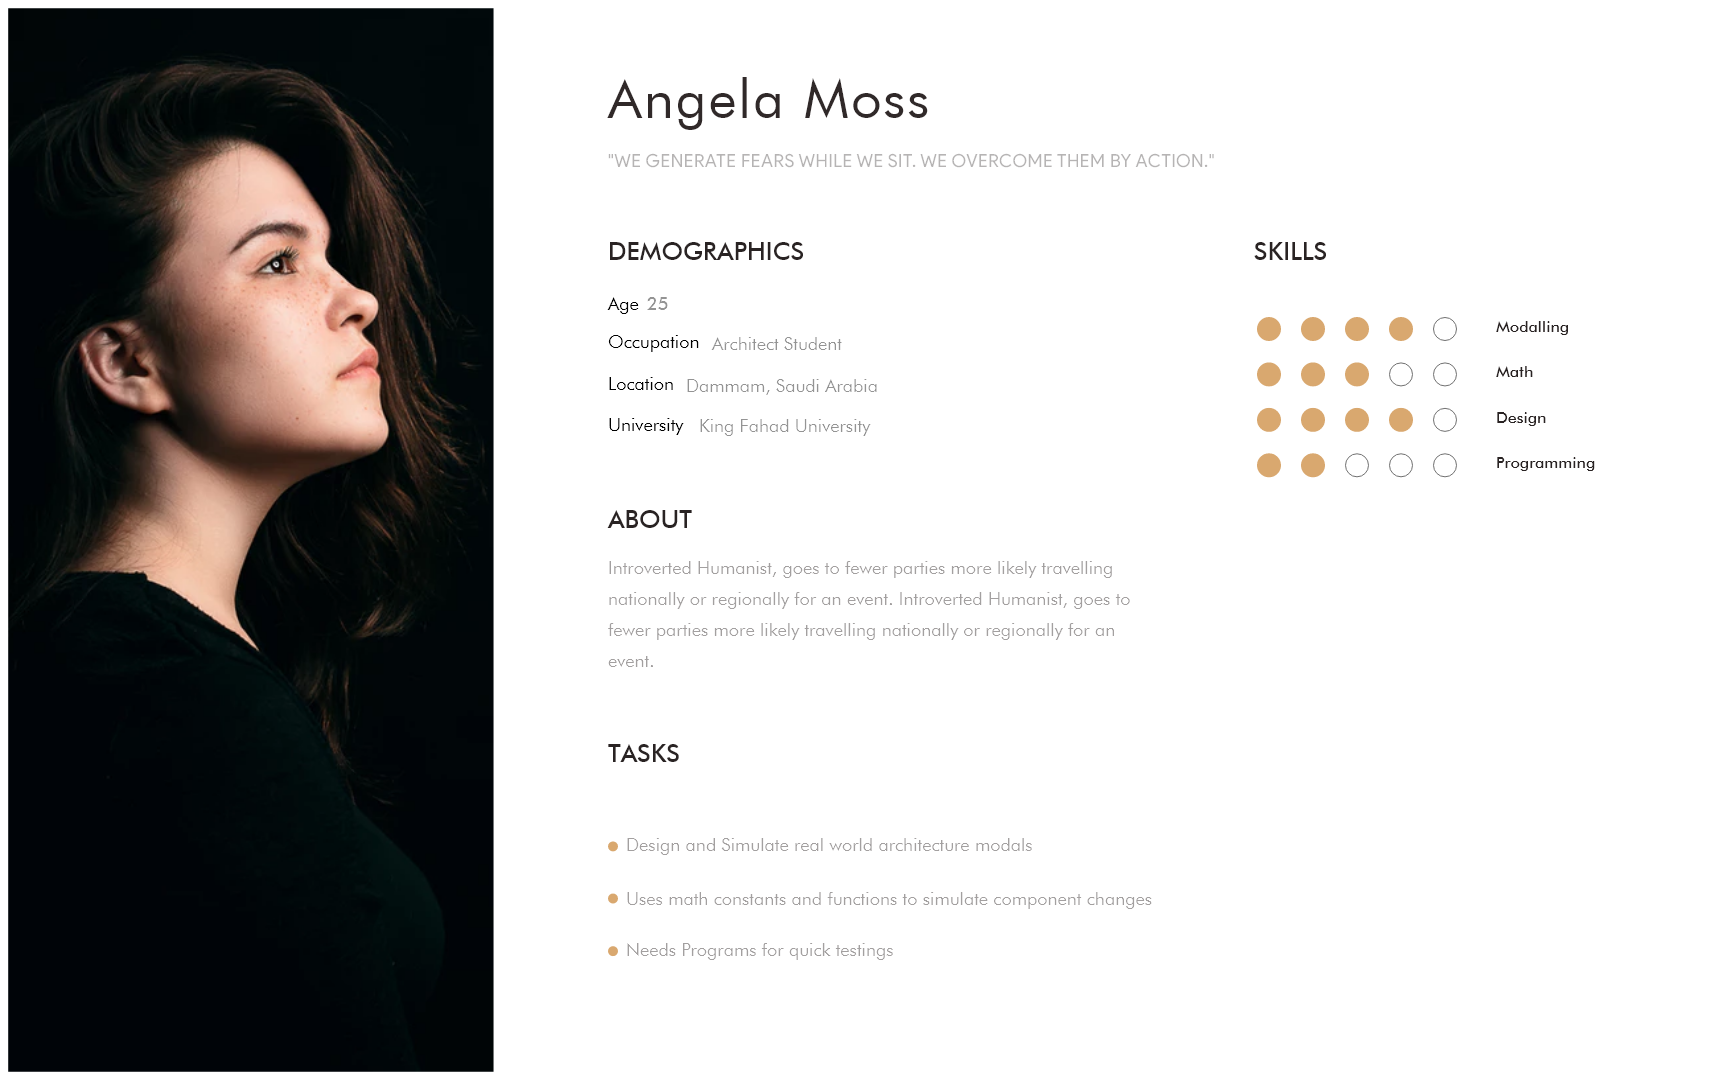 Angela Moss
"WE GENERATE FEARS WHILE WE SIT. WE OVERCOME THEM BY ACTION."
DEMOGRAPHICS
Age 25
Occupation Architect Student
Location Dammam, Saudi Arabia
University King Fahad University
SKILLS
Modalling
Math
Design
Programming
ABOUT
Introverted Humanist, goes to fewer parties more likely travelling
nationally or regionally for an event. Introverted Humanist, goes to
fewer parties more likely travelling nationally or regionally for an
event.
TASKS
Design and Simulate real world architecture modals
Uses math constants and functions to simulate component changes
Needs Programs for quick testings